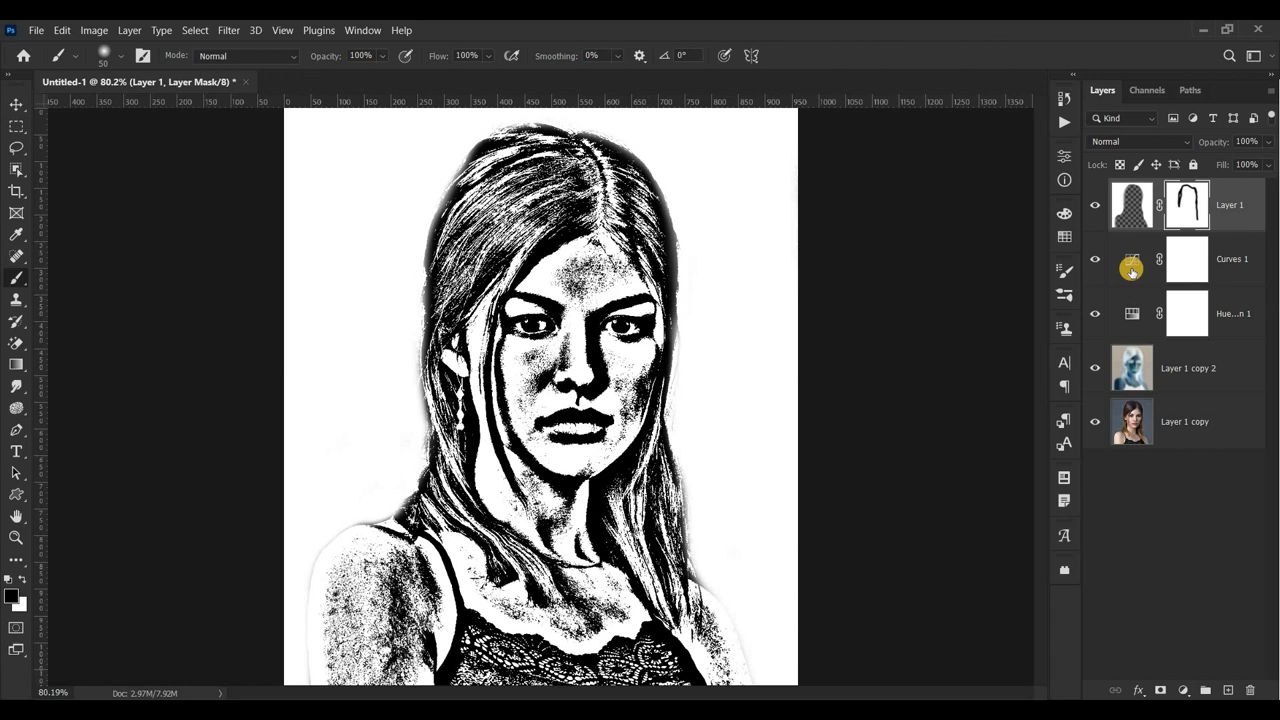 Ps File Edit Image Layer Type Select Filter 3D View Plugins Window Help
50 Mode: Normal Opacity: 100% Flow: 100% Smoothing: 0% 0°
Untitled-1 @ 80.2% (Layer 1, Layer Mask/8) *
Layers Channels Paths
Kind
Normal Opacity: 100%
Lock: Fill: 100%
Layer 1
Curves 1
Hue...n 1
Layer 1 copy 2
Layer 1 copy
80.19% Doc: 2.97M/7.92M